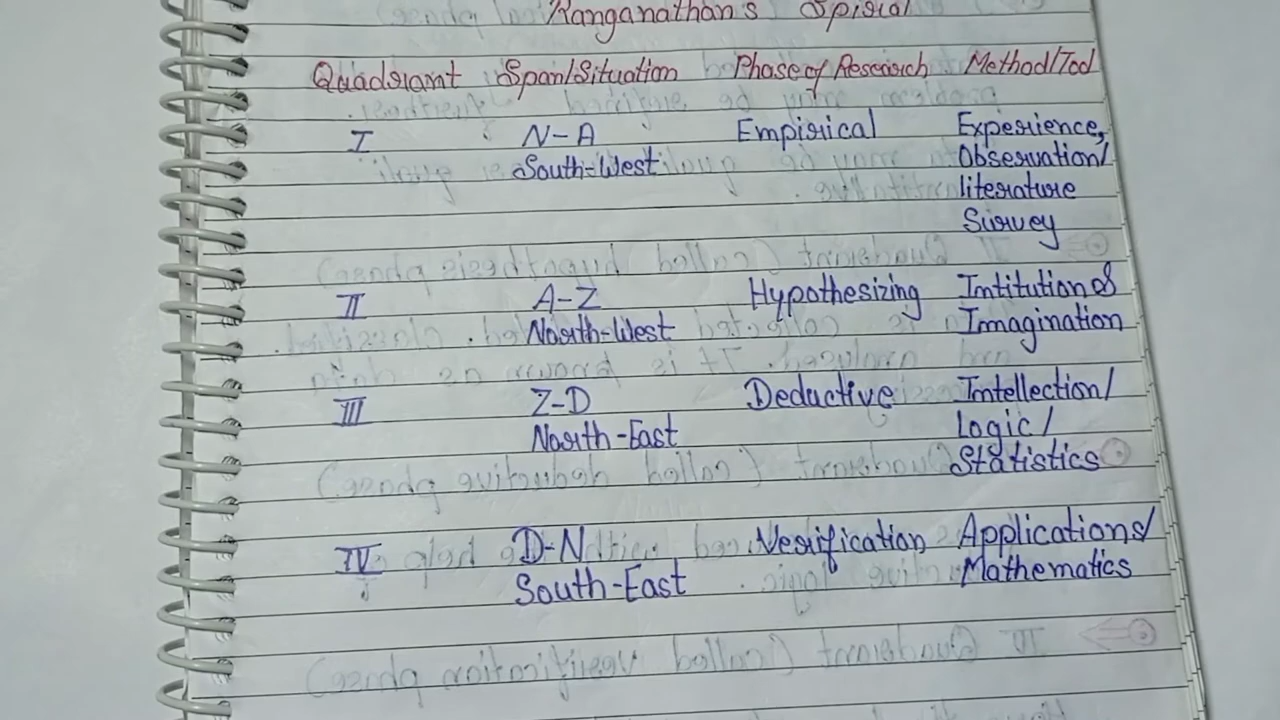 Ranganathan's Spiral
Quadrant Span/Situation Phase of Research Method/Tool
I N-A Empirical Experience,
South-West Observation/
literature
Survey
II A-Z Hypothesizing Intitution &
North-West Imagination
III Z-D Deductive Intellection/
North-East Logic/
Statistics
IV D-N Verification Applications/
South-East Mathematics